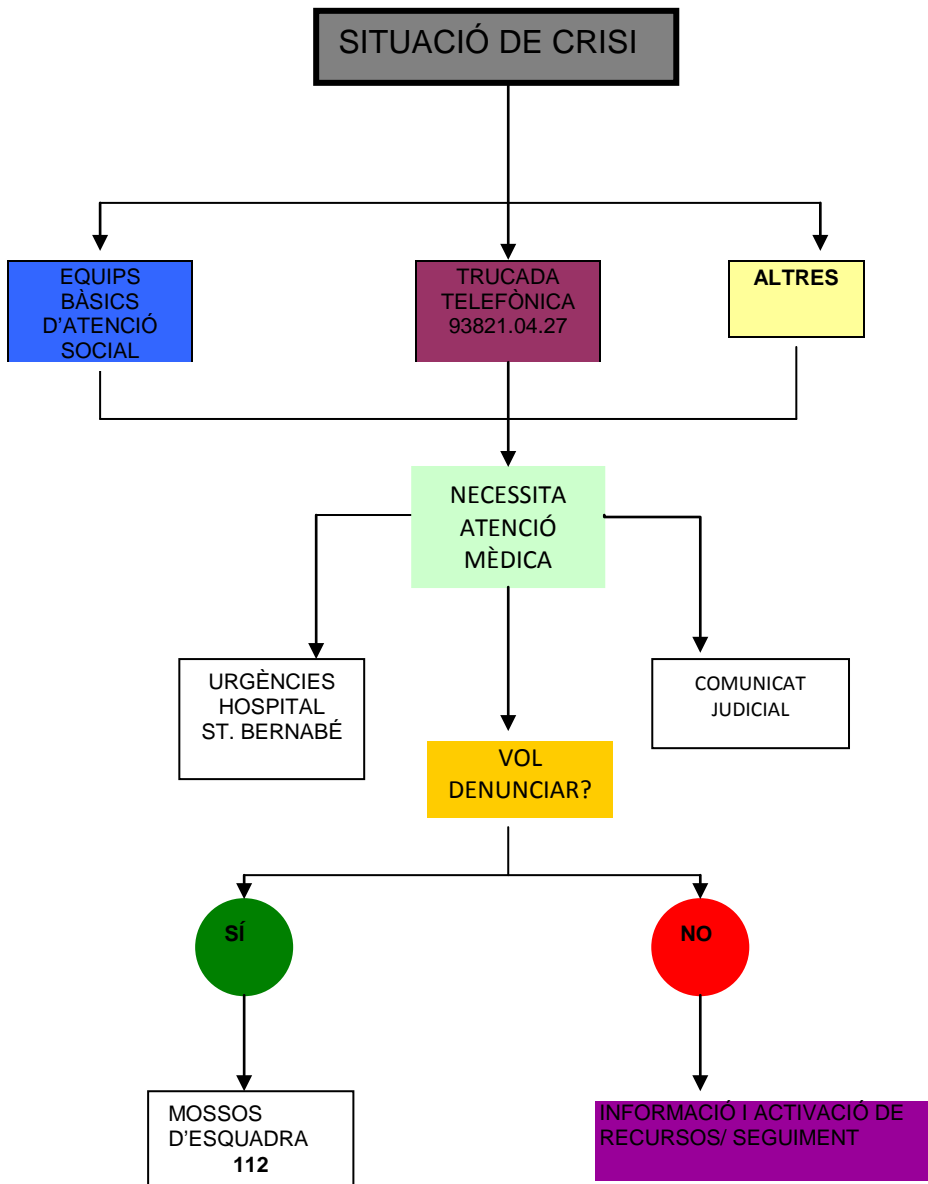 SITUACIÓ DE CRISI
EQUIPS
BÀSICS
D'ATENCIÓ
SOCIAL
TRUCADA
TELEFÒNICA
93821.04.27
ALTRES
NECESSITA
ATENCIÓ
MÈDICA
URGÈNCIES
HOSPITAL
ST. BERNABÉ
COMUNICAT
JUDICIAL
VOL
DENUNCIAR?
SÍ
NO
MOSSOS
D'ESQUADRA
112
INFORMACIÓ I ACTIVACIÓ DE
RECURSOS/ SEGUIMENT